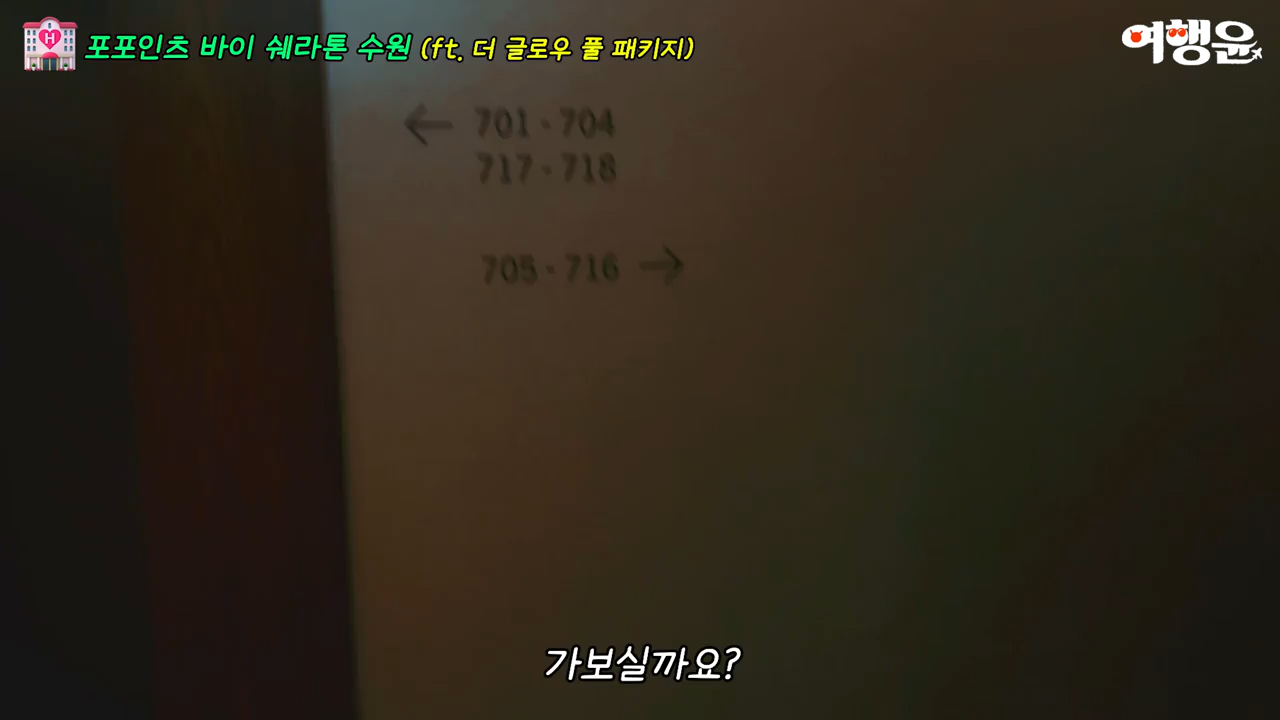 포포인츠 바이 쉐라톤 수원 (ft. 더 글로우 풀 패키지)
여행윤
← 701 - 704
717 - 718
705 - 716 →
가보실까요?